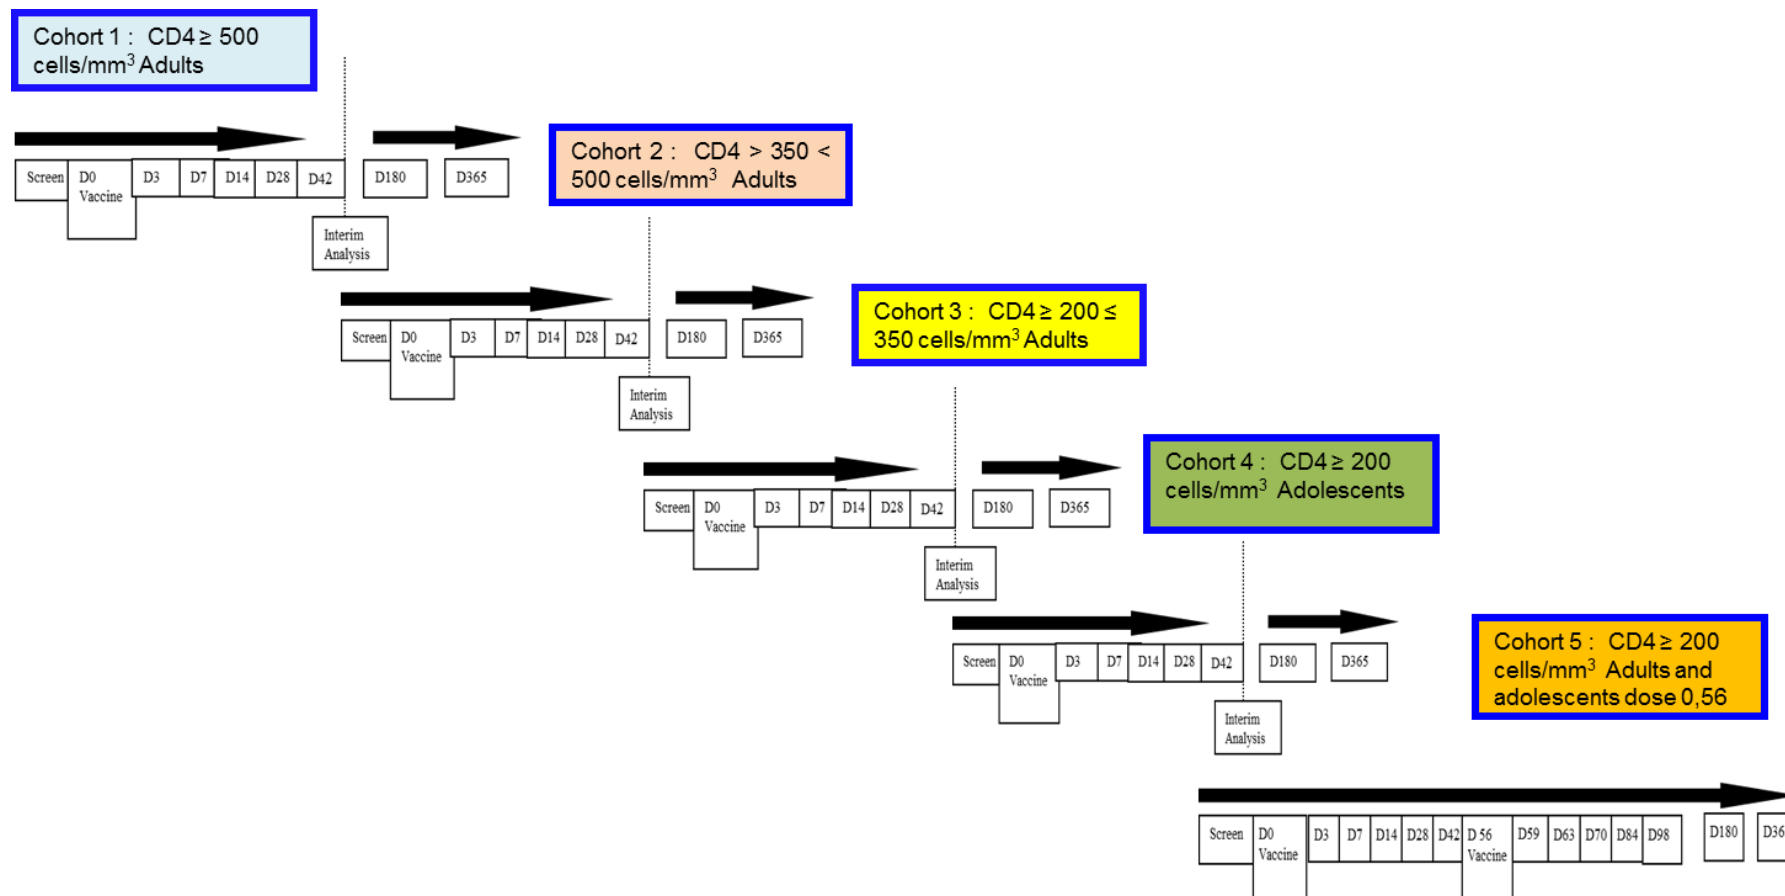 Cohort 1 :  CD4 ≥ 500
cells/mm³ Adults
Screen D0 D3 D7 D14 D28 D42 D180 D365
Vaccine
Interim
Analysis
Cohort 2 :  CD4 > 350 <
500 cells/mm³  Adults
Screen D0 D3 D7 D14 D28 D42 D180 D365
Vaccine
Interim
Analysis
Cohort 3 :  CD4 ≥ 200 ≤
350 cells/mm³ Adults
Screen D0 D3 D7 D14 D28 D42 D180 D365
Vaccine
Interim
Analysis
Cohort 4 :  CD4 ≥ 200
cells/mm³  Adolescents
Screen D0 D3 D7 D14 D28 D42 D180 D365
Vaccine
Interim
Analysis
Cohort 5 :  CD4 ≥ 200
cells/mm³  Adults and
adolescents dose 0,56
Screen D0 D3 D7 D14 D28 D42 D 56 D59 D63 D70 D84 D98 D180 D36
Vaccine Vaccine